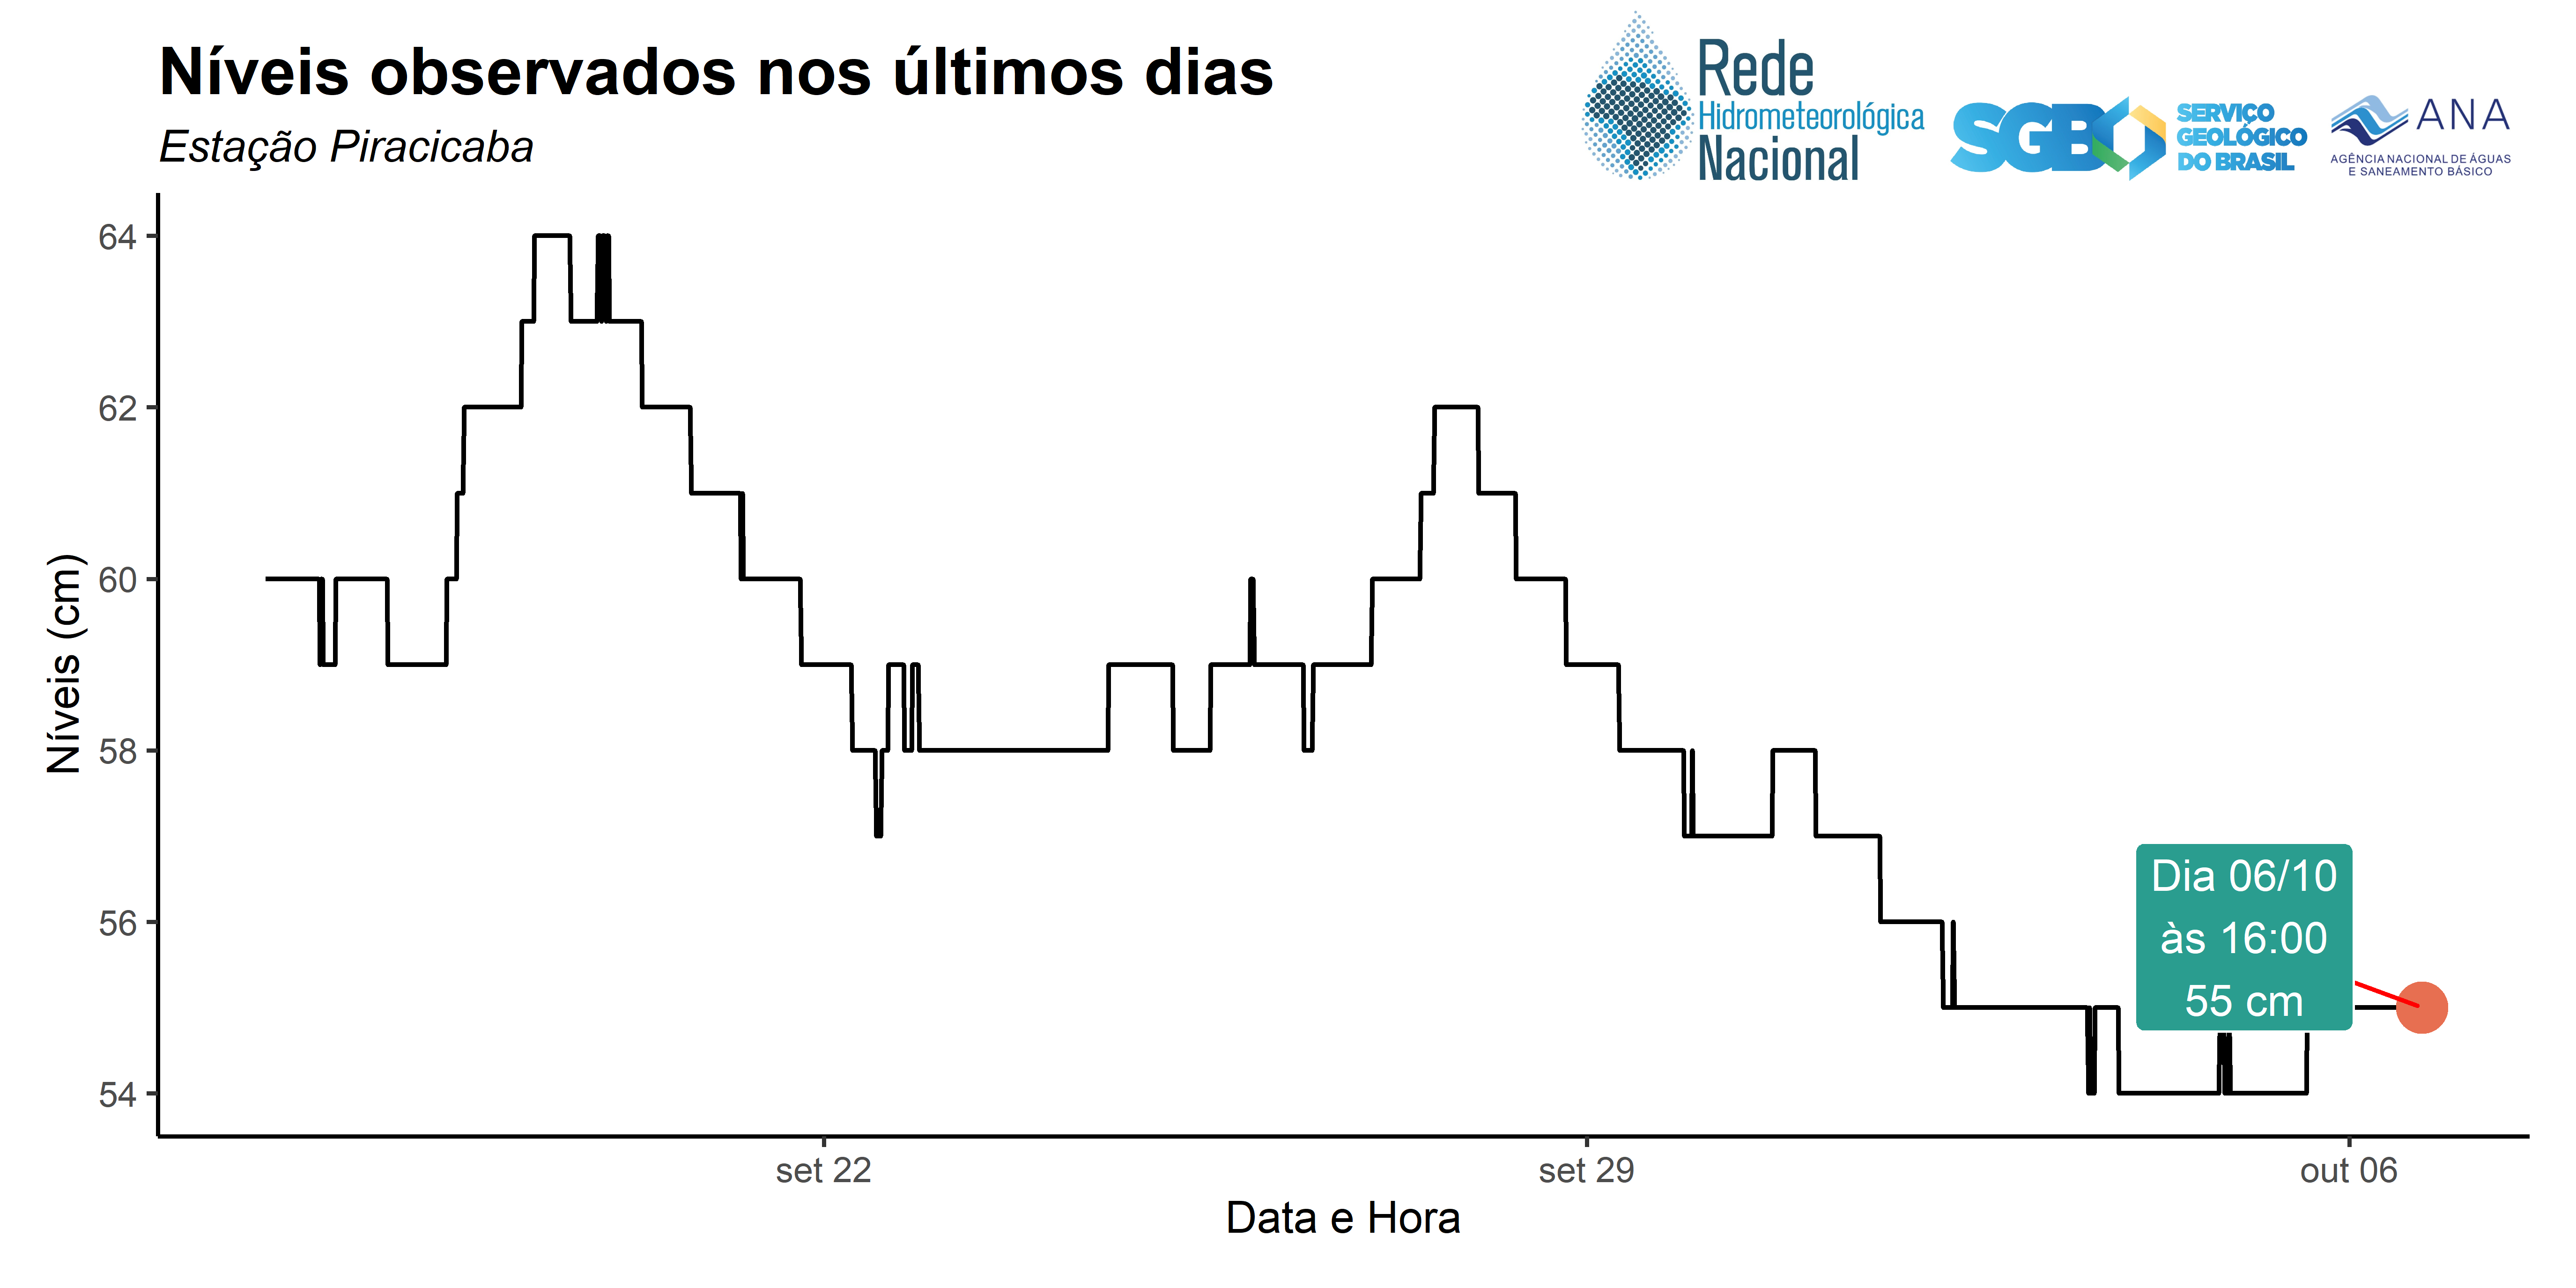 Níveis observados nos últimos dias
Estação Piracicaba
Rede
Hidrometeorológica
Nacional
SGB
SERVIÇO
GEOLÓGICO
DO BRASIL
ANA
AGÊNCIA NACIONAL DE ÁGUAS
E SANEAMENTO BÁSICO
Níveis (cm)
64
62
60
58
56
54
Dia 06/10
às 16:00
55 cm
set 22
set 29
out 06
Data e Hora